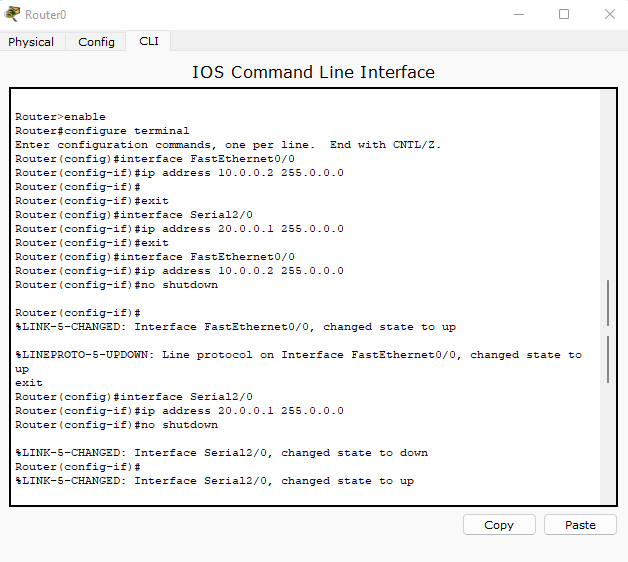 Router0
Physical Config CLI
IOS Command Line Interface
Router>enable
Router#configure terminal
Enter configuration commands, one per line.  End with CNTL/Z.
Router(config)#interface FastEthernet0/0
Router(config-if)#ip address 10.0.0.2 255.0.0.0
Router(config-if)#
Router(config-if)#exit
Router(config)#interface Serial2/0
Router(config-if)#ip address 20.0.0.1 255.0.0.0
Router(config-if)#exit
Router(config)#interface FastEthernet0/0
Router(config-if)#ip address 10.0.0.2 255.0.0.0
Router(config-if)#no shutdown
Router(config-if)#
%LINK-5-CHANGED: Interface FastEthernet0/0, changed state to up
%LINEPROTO-5-UPDOWN: Line protocol on Interface FastEthernet0/0, changed state to
up
exit
Router(config)#interface Serial2/0
Router(config-if)#ip address 20.0.0.1 255.0.0.0
Router(config-if)#no shutdown
%LINK-5-CHANGED: Interface Serial2/0, changed state to down
Router(config-if)#
%LINK-5-CHANGED: Interface Serial2/0, changed state to up
Copy Paste